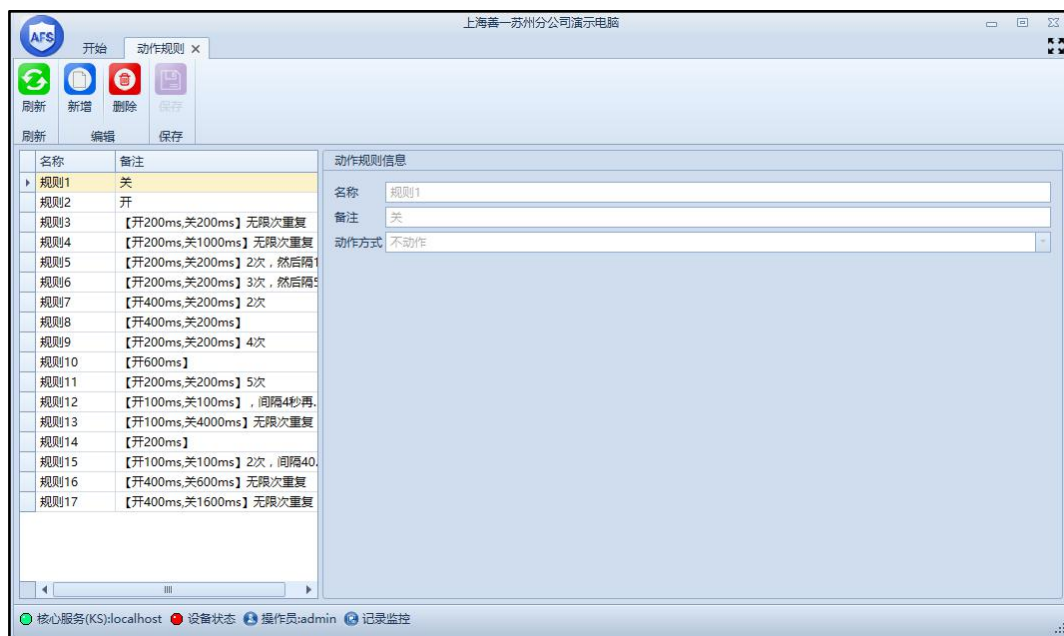 上海善一苏州分公司演示电脑
AFS
开始 动作规则
刷新 新增 删除 保存
刷新 编辑 保存
名称 备注
规则1 关
规则2 开
规则3 【开200ms,关200ms】无限次重复
规则4 【开200ms,关1000ms】无限次重复
规则5 【开200ms,关200ms】2次，然后隔1
规则6 【开200ms,关200ms】3次，然后隔5
规则7 【开400ms,关200ms】2次
规则8 【开400ms,关200ms】
规则9 【开200ms,关200ms】4次
规则10 【开600ms】
规则11 【开200ms,关200ms】5次
规则12 【开100ms,关100ms】，间隔4秒再.
规则13 【开100ms,关4000ms】无限次重复
规则14 【开200ms】
规则15 【开100ms,关100ms】2次，间隔40.
规则16 【开400ms,关600ms】无限次重复
规则17 【开400ms,关1600ms】无限次重复
动作规则信息
名称 规则1
备注 关
动作方式 不动作
核心服务(KS):localhost 设备状态 操作员:admin 记录监控